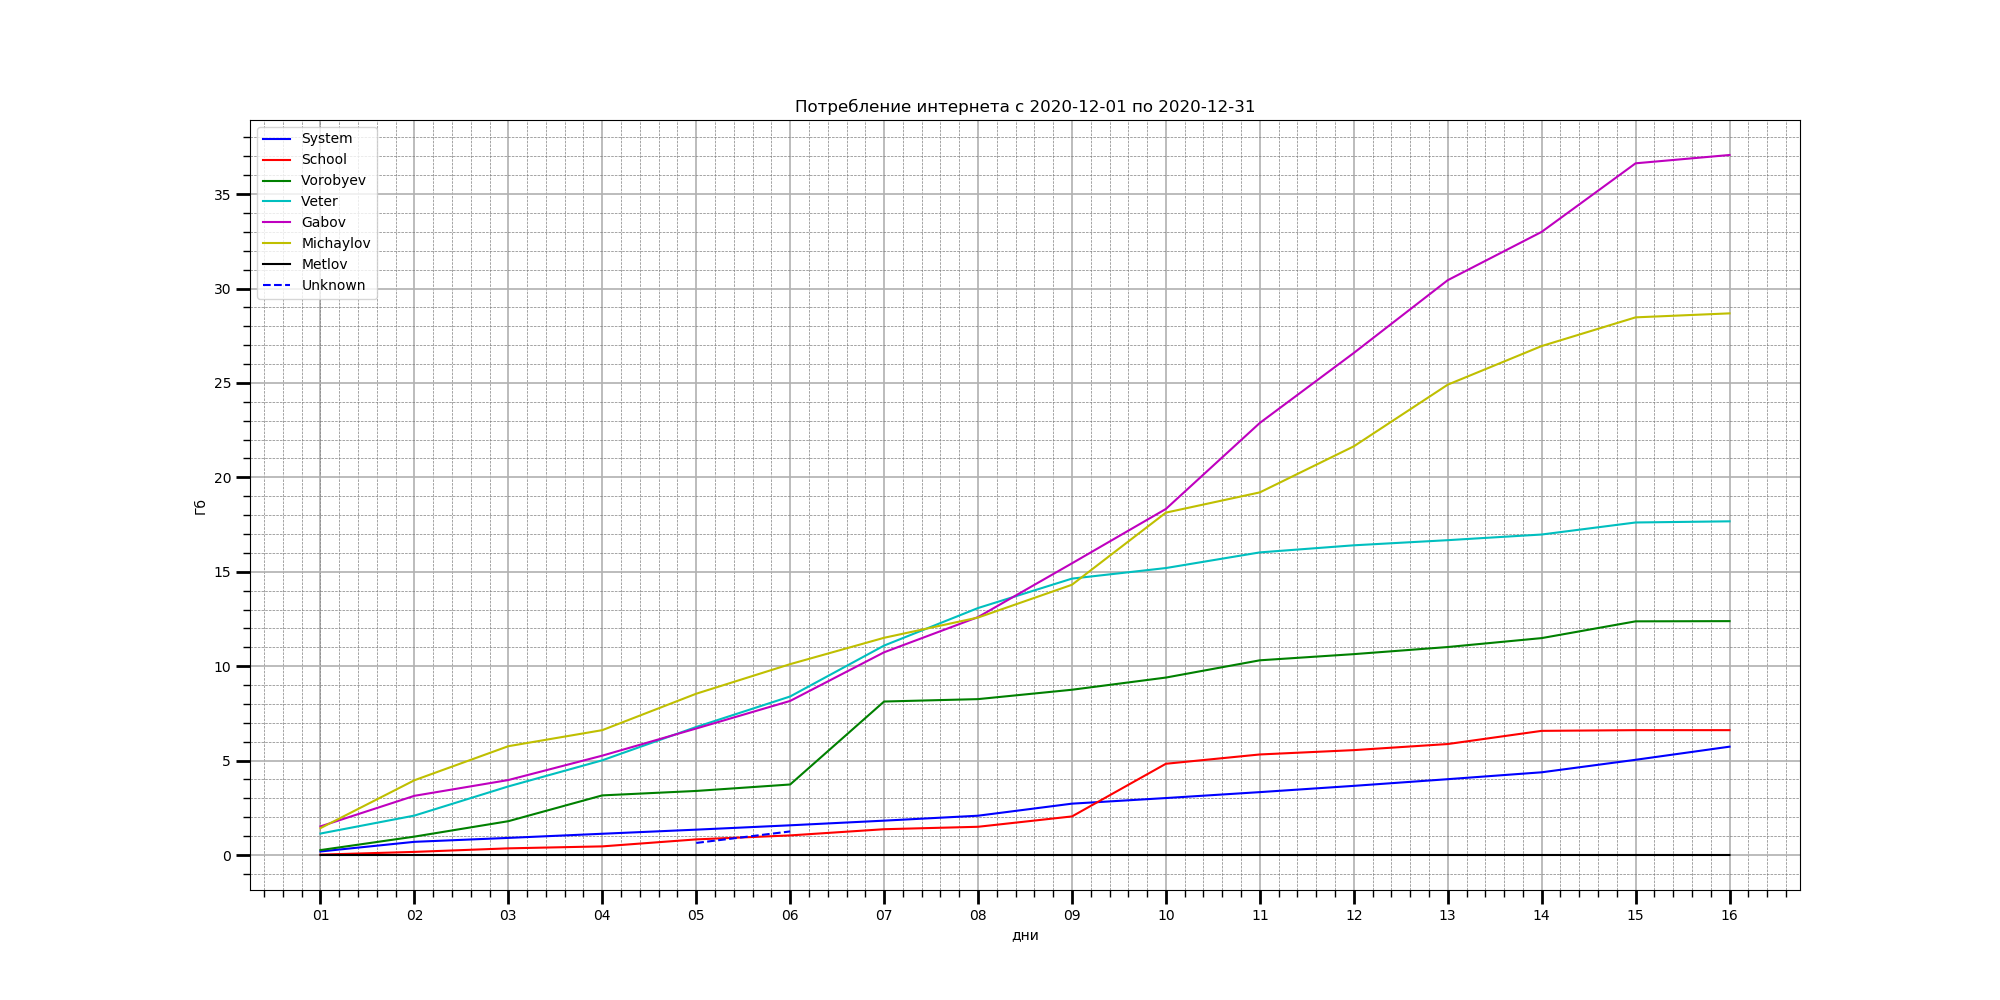 Потребление интернета с 2020-12-01 по 2020-12-31
System
School
Vorobyev
Veter
Gabov
Michaylov
Metlov
Unknown
35
30
25
20
15
10
5
0
Гб
01 02 03 04 05 06 07 08 09 10 11 12 13 14 15 16
дни